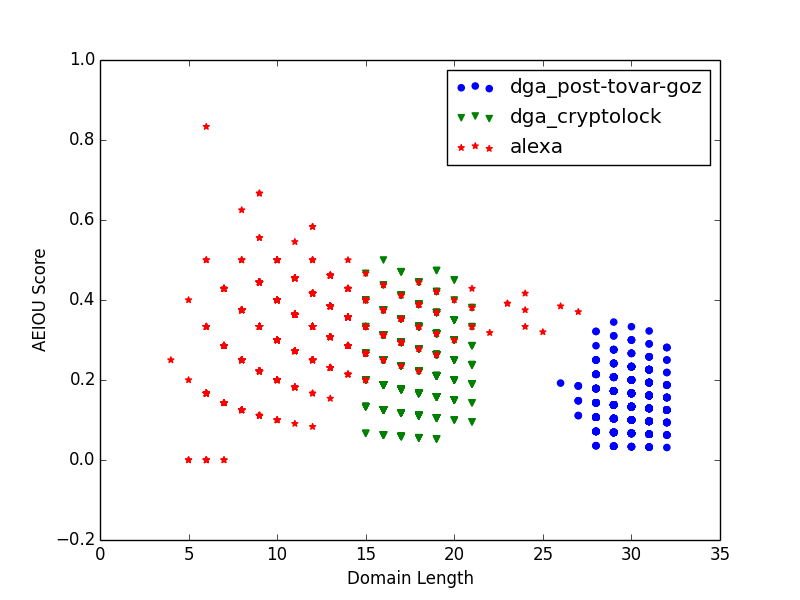 1.0
0.8
0.6
0.4
0.2
0.0
−0.2
AEIOU Score
dga_post-tovar-goz
dga_cryptolock
alexa
0 5 10 15 20 25 30 35
Domain Length